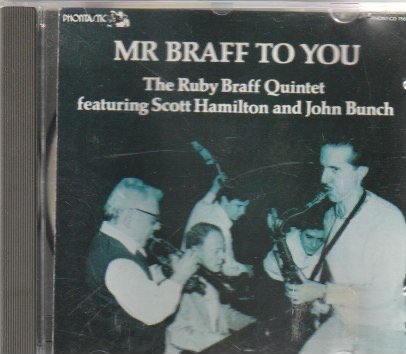 PHONTASTIC
MR BRAFF TO YOU
The Ruby Braff Quintet
featuring Scott Hamilton and John Bunch